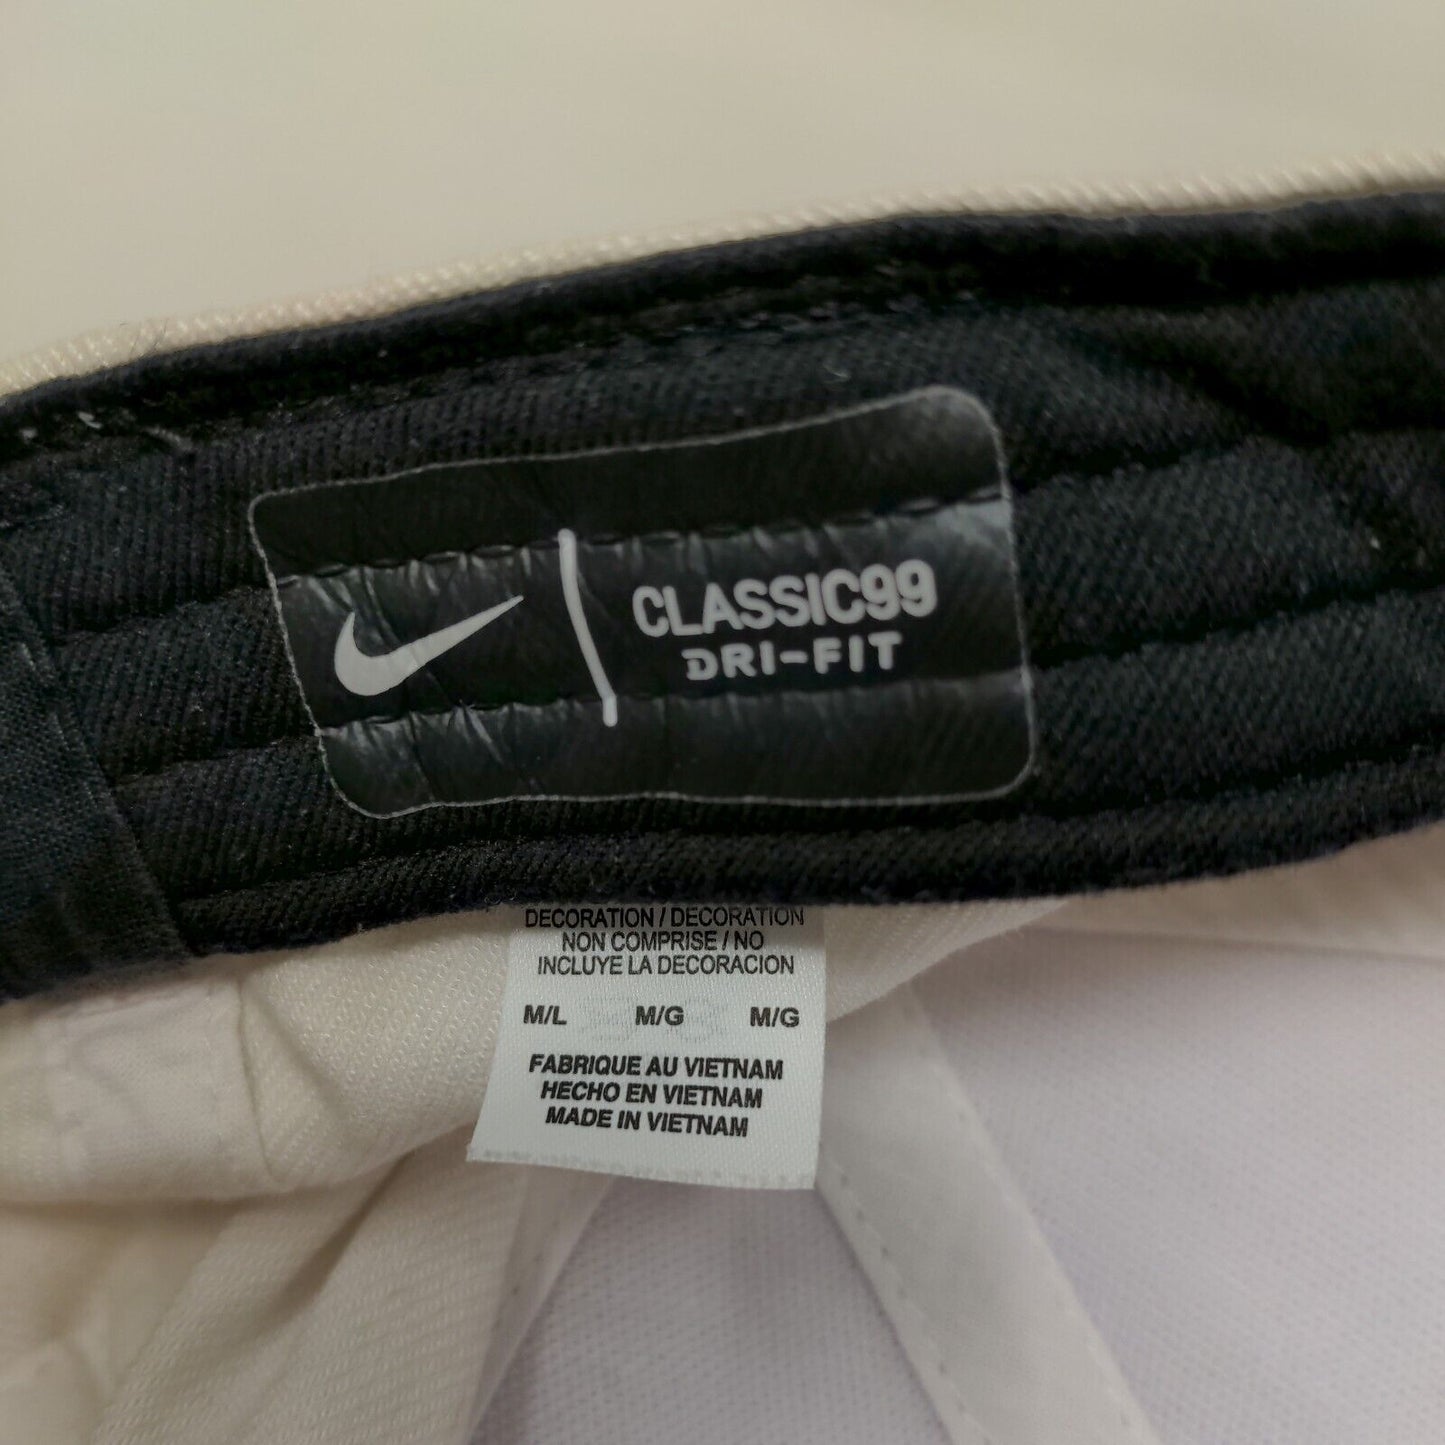 CLASSIC99
DRI-FIT
DECORATION / DECORATION
NON COMPRISE / NO
INCLUYE LA DECORACION
M/L M/G M/G
FABRIQUE AU VIETNAM
HECHO EN VIETNAM
MADE IN VIETNAM